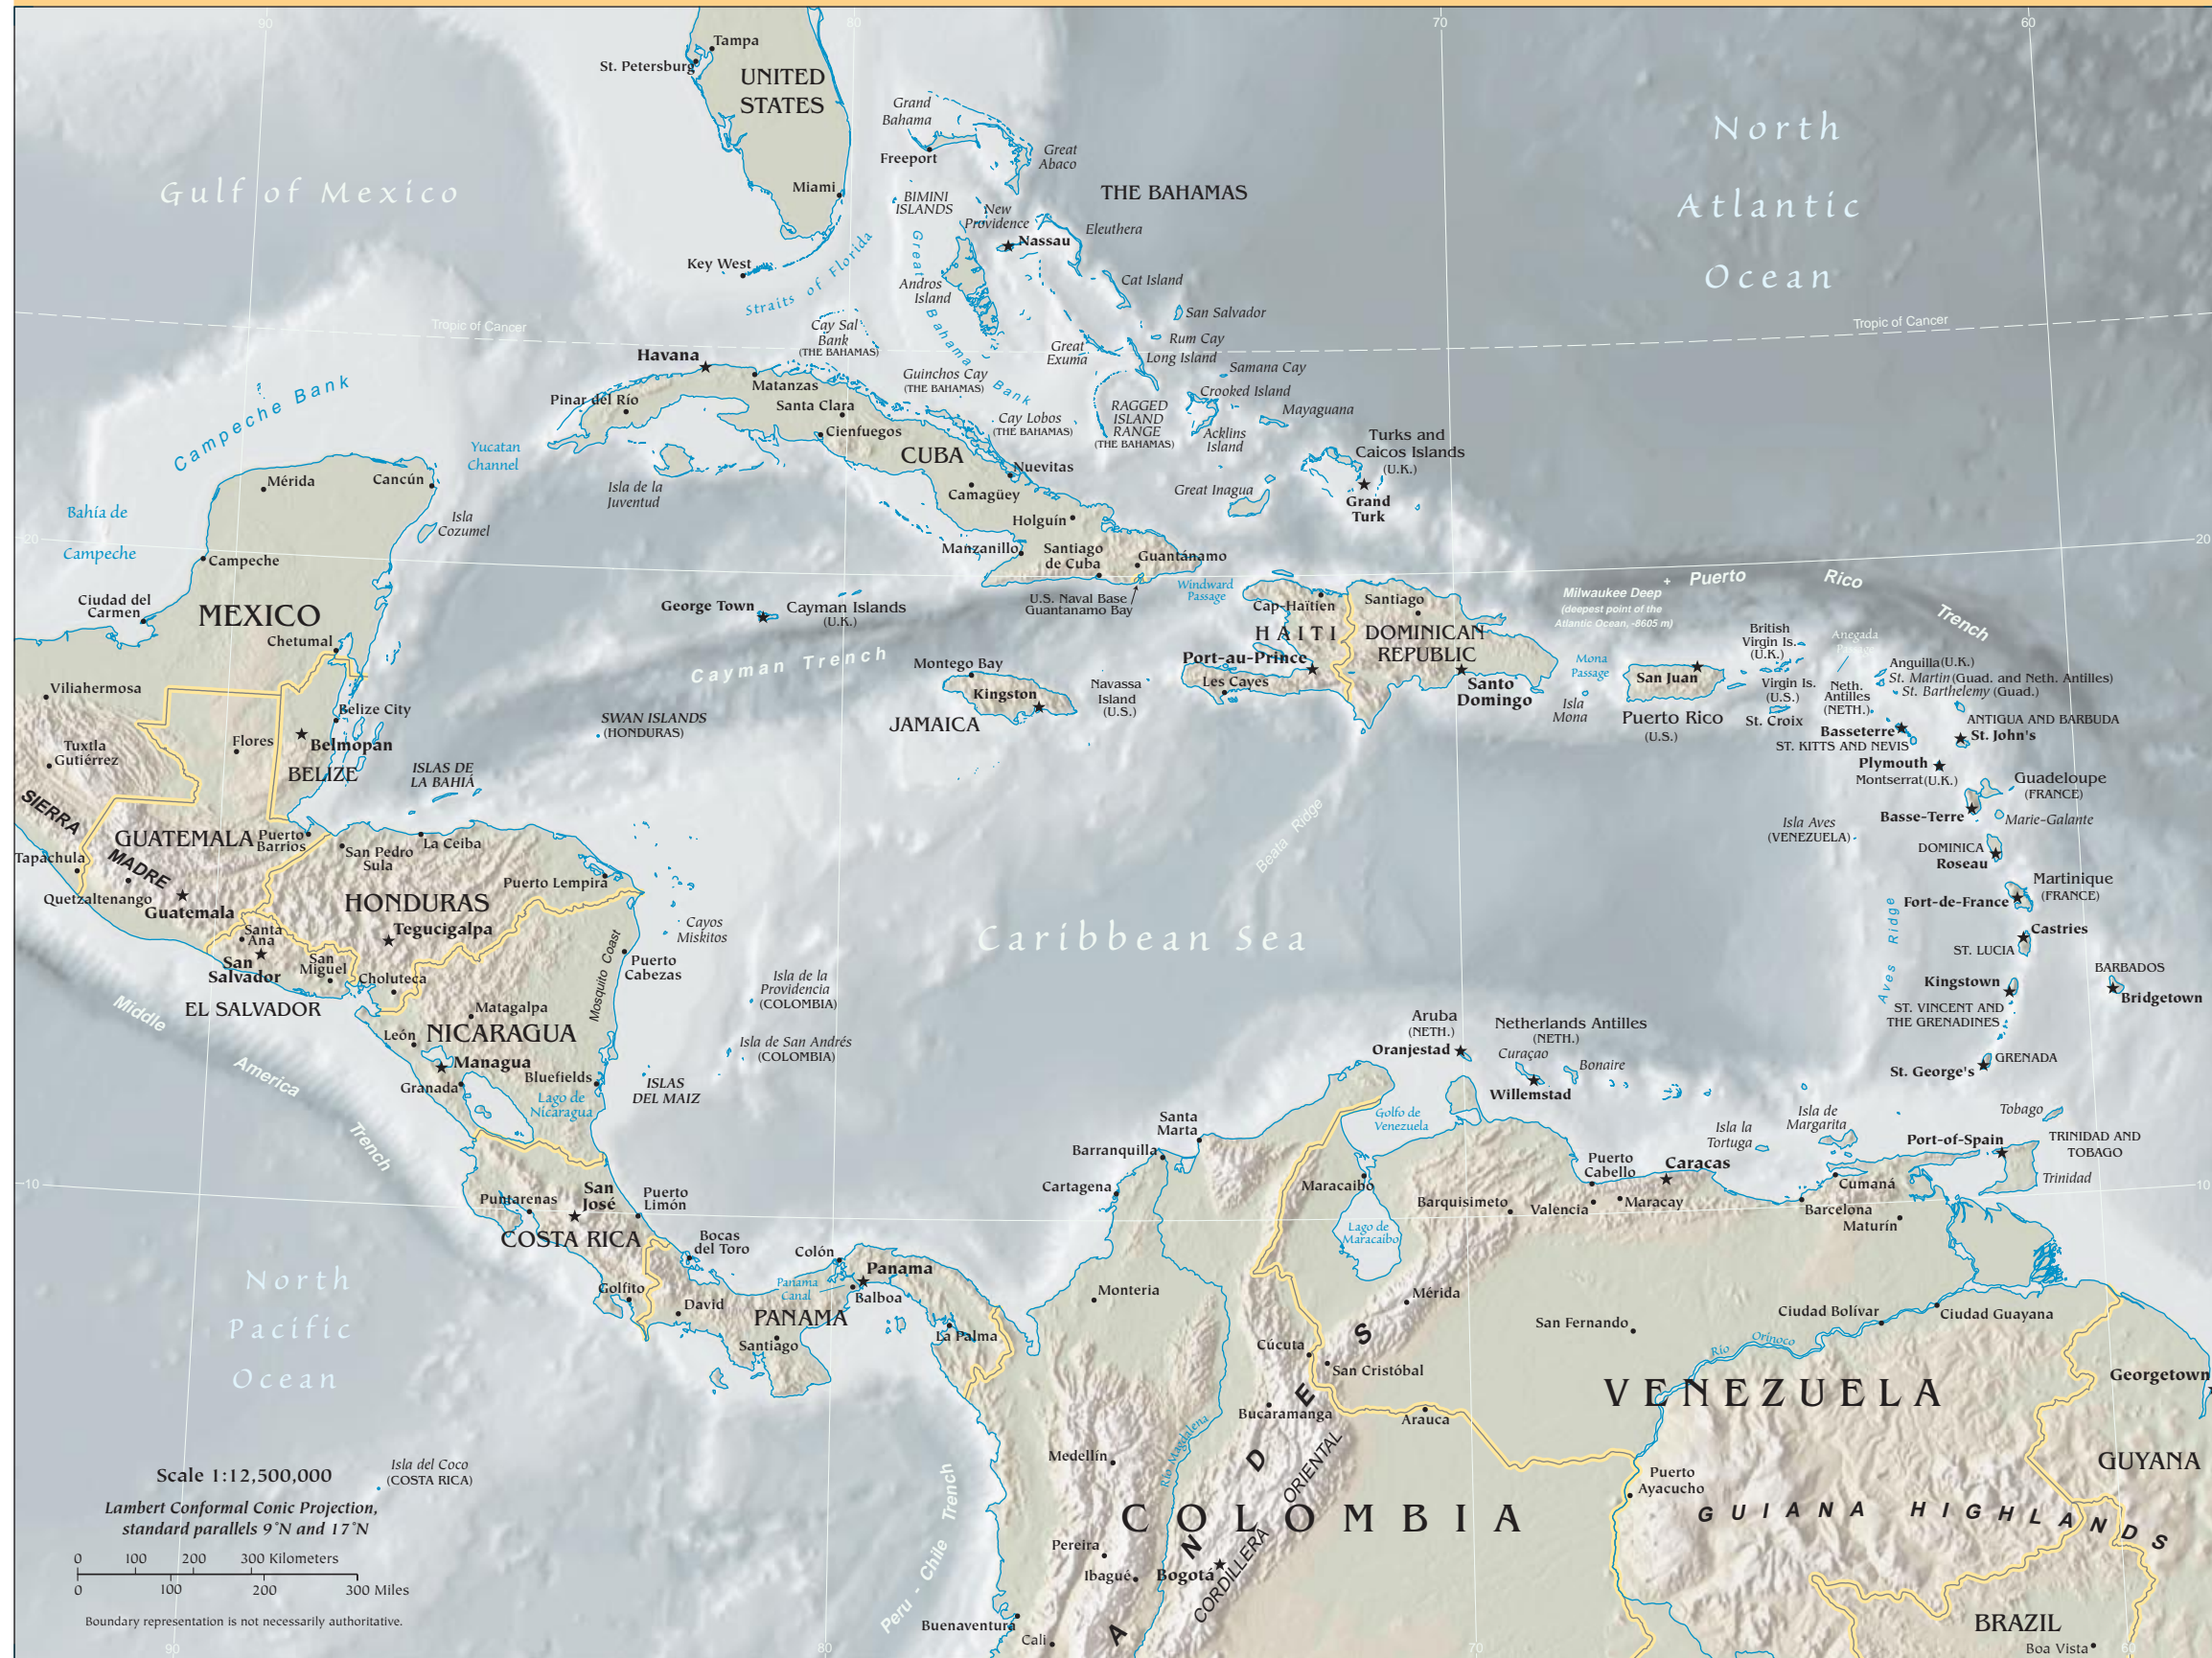 90
80
70
60
Tampa
St. Petersburg
UNITED
STATES
Miami
Key West
Gulf of Mexico
Straits of Florida
Grand
Bahama
Freeport
Great
Abaco
BIMINI
ISLANDS
THE BAHAMAS
New
Providence
Nassau
Eleuthera
Great Bahama Bank
Andros
Island
Cat Island
San Salvador
Rum Cay
Great
Exuma
Long Island
Samana Cay
Crooked Island
Mayaguana
Acklins
Island
RAGGED
ISLAND
RANGE
(THE BAHAMAS)
Cay Sal
Bank
(THE BAHAMAS)
Guinchos Cay
(THE BAHAMAS)
Cay Lobos
(THE BAHAMAS)
North
Atlantic
Ocean
Tropic of Cancer
Tropic of Cancer
Turks and
Caicos Islands
(U.K.)
Grand
Turk
Great Inagua
Havana
Matanzas
Pinar del Río
Santa Clara
Cienfuegos
CUBA
Nuevitas
Camagüey
Holguín
Manzanillo
Santiago
de Cuba
Guantánamo
U.S. Naval Base
Guantanamo Bay
Windward
Passage
Isla de la
Juventud
Yucatan
Channel
Campeche Bank
Bahía de
Campeche
Mérida
Cancún
Isla
Cozumel
20
20
Campeche
Ciudad del
Carmen
MEXICO
Chetumal
Viliahermosa
Tuxtla
Gutiérrez
Belize City
Flores
Belmopan
BELIZE
SIERRA
MADRE
GUATEMALA
Puerto
Barrios
Tapachula
Quetzaltenango
Guatemala
Santa
Ana
San
Salvador
San
Miguel
EL SALVADOR
ISLAS DE
LA BAHIÁ
San Pedro
Sula
La Ceiba
Puerto Lempira
HONDURAS
Tegucigalpa
Choluteca
SWAN ISLANDS
(HONDURAS)
George Town
Cayman Islands
(U.K.)
Cayman Trench
Montego Bay
Kingston
JAMAICA
Navassa
Island
(U.S.)
Cap-Haïtien
HAITI
Port-au-Prince
Les Cayes
Santiago
DOMINICAN
REPUBLIC
Santo
Domingo
Mona
Passage
Isla
Mona
San Juan
Puerto Rico
(U.S.)
Milwaukee Deep
(deepest point of the
Atlantic Ocean, -8605 m)
Puerto Rico Trench
British
Virgin Is.
(U.K.)
Virgin Is.
(U.S.)
St. Croix
Anegada
Passage
Neth.
Antilles
(NETH.)
Anguilla (U.K.)
St. Martin (Guad. and Neth. Antilles)
St. Barthelemy (Guad.)
ANTIGUA AND BARBUDA
St. John's
Basseterre
ST. KITTS AND NEVIS
Plymouth
Montserrat (U.K.)
Guadeloupe
(FRANCE)
Basse-Terre
Marie-Galante
Isla Aves
(VENEZUELA)
DOMINICA
Roseau
Martinique
(FRANCE)
Fort-de-France
Castries
ST. LUCIA
BARBADOS
Bridgetown
Kingstown
ST. VINCENT AND
THE GRENADINES
GRENADA
St. George's
Aves Ridge
Beata Ridge
Caribbean Sea
Cayos
Miskitos
Puerto
Cabezas
Mosquito Coast
Isla de la
Providencia
(COLOMBIA)
Isla de San Andrés
(COLOMBIA)
ISLAS
DEL MAIZ
Matagalpa
NICARAGUA
León
Managua
Granada
Bluefields
Lago de
Nicaragua
Middle America Trench
Aruba
(NETH.)
Oranjestad
Netherlands Antilles
(NETH.)
Curaçao
Bonaire
Willemstad
Golfo de
Venezuela
Isla la
Tortuga
Isla de
Margarita
Tobago
Port-of-Spain
TRINIDAD AND
TOBAGO
Trinidad
10
10
Puntarenas
San
José
Puerto
Limón
COSTA RICA
Golfito
Bocas
del Toro
David
Colón
Panama
Panama
Canal
Balboa
PANAMA
Santiago
La Palma
Santa
Marta
Barranquilla
Cartagena
Monteria
Maracaibo
Lago de
Maracaibo
Barquisimeto
Puerto
Cabello
Valencia
Caracas
Maracay
Barcelona
Cumaná
Maturín
Mérida
Cúcuta
San Cristóbal
Bucaramanga
Arauca
San Fernando
Río Orinoco
Ciudad Bolívar
Ciudad Guayana
VENEZUELA
Georgetown
GUYANA
Puerto
Ayacucho
GUIANA HIGHLANDS
BRAZIL
Boa Vista
Medellín
Río Magdalena
COLOMBIA
ANDES
CORDILLERA ORIENTAL
Pereira
Ibagué
Bogotá
Buenaventura
Cali
Peru - Chile Trench
North
Pacific
Ocean
Isla del Coco
(COSTA RICA)
Scale 1:12,500,000
Lambert Conformal Conic Projection,
standard parallels 9°N and 17°N
0 100 200 300 Kilometers
0 100 200 300 Miles
Boundary representation is not necessarily authoritative.
90
80
70
60